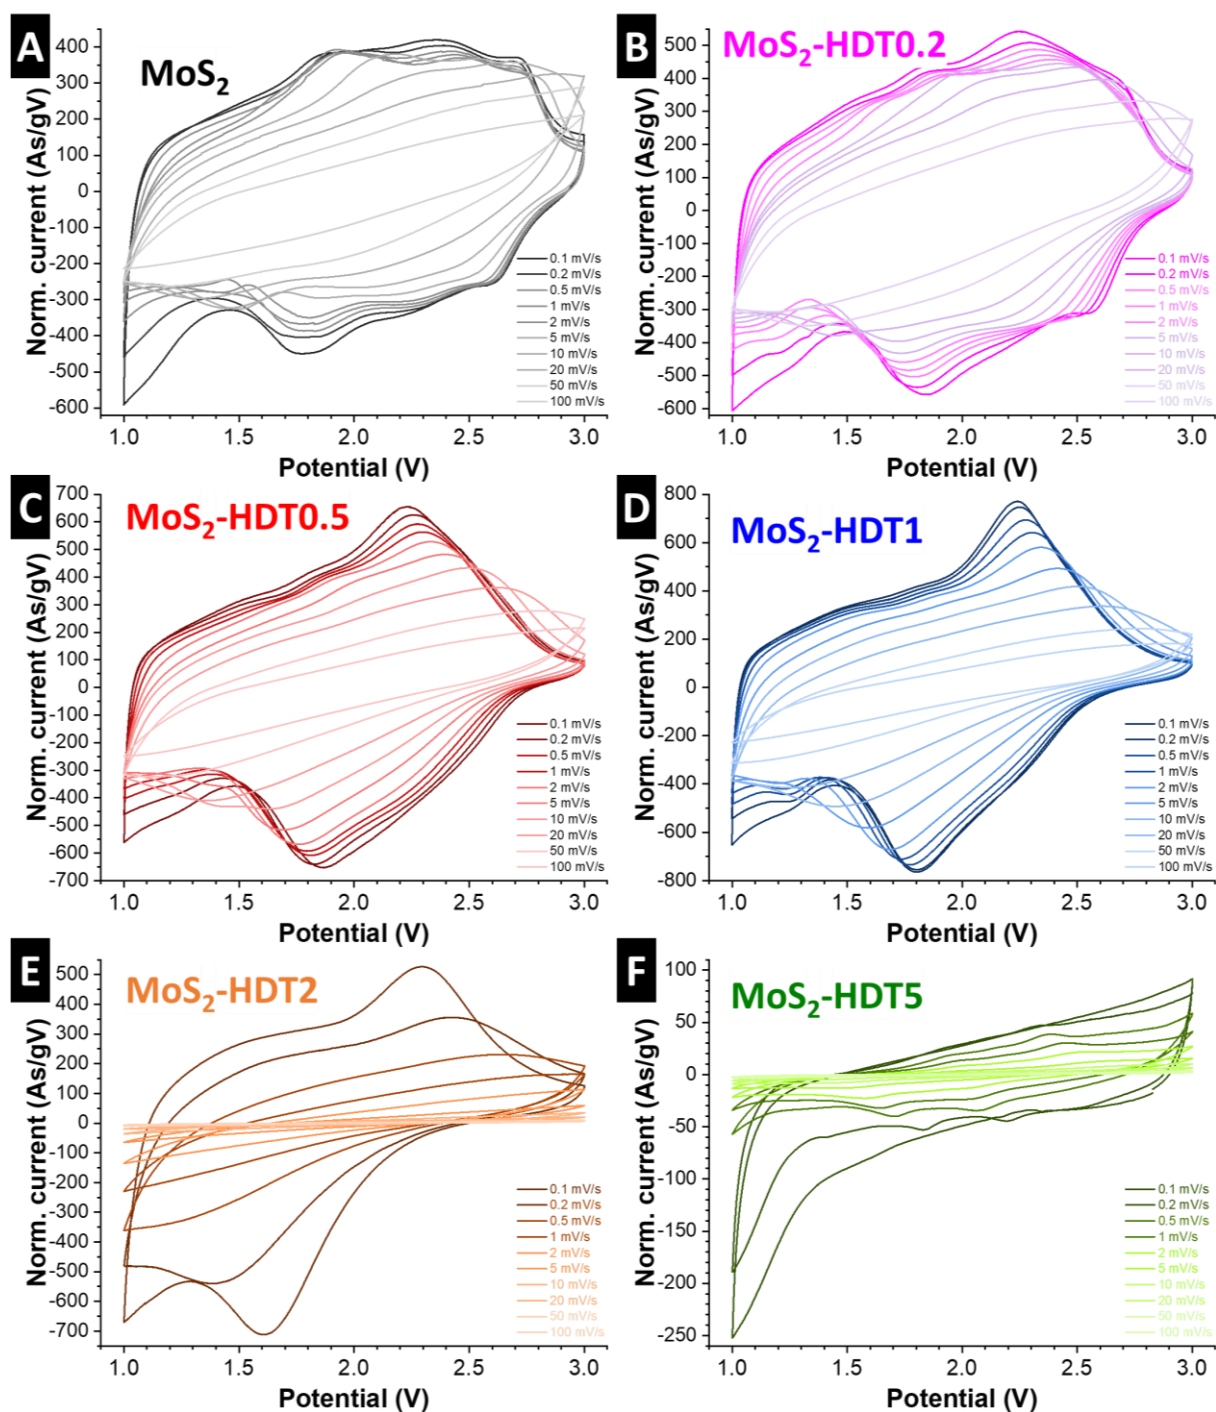 A
MoS₂
Norm. current (As/gV)
400
300
200
100
0
-100
-200
-300
-400
-500
-600
1.0 1.5 2.0 2.5 3.0
Potential (V)
0.1 mV/s
0.2 mV/s
0.5 mV/s
1 mV/s
2 mV/s
5 mV/s
10 mV/s
20 mV/s
50 mV/s
100 mV/s
B
MoS₂-HDT0.2
Norm. current (As/gV)
500
400
300
200
100
0
-100
-200
-300
-400
-500
-600
1.0 1.5 2.0 2.5 3.0
Potential (V)
0.1 mV/s
0.2 mV/s
0.5 mV/s
1 mV/s
2 mV/s
5 mV/s
10 mV/s
20 mV/s
50 mV/s
100 mV/s
C
MoS₂-HDT0.5
Norm. current (As/gV)
700
600
500
400
300
200
100
0
-100
-200
-300
-400
-500
-600
-700
1.0 1.5 2.0 2.5 3.0
Potential (V)
0.1 mV/s
0.2 mV/s
0.5 mV/s
1 mV/s
2 mV/s
5 mV/s
10 mV/s
20 mV/s
50 mV/s
100 mV/s
D
MoS₂-HDT1
Norm. current (As/gV)
800
600
400
200
0
-200
-400
-600
-800
1.0 1.5 2.0 2.5 3.0
Potential (V)
0.1 mV/s
0.2 mV/s
0.5 mV/s
1 mV/s
2 mV/s
5 mV/s
10 mV/s
20 mV/s
50 mV/s
100 mV/s
E
MoS₂-HDT2
Norm. current (As/gV)
500
400
300
200
100
0
-100
-200
-300
-400
-500
-600
-700
1.0 1.5 2.0 2.5 3.0
Potential (V)
0.1 mV/s
0.2 mV/s
0.5 mV/s
1 mV/s
2 mV/s
5 mV/s
10 mV/s
20 mV/s
50 mV/s
100 mV/s
F
MoS₂-HDT5
Norm. current (As/gV)
100
50
0
-50
-100
-150
-200
-250
1.0 1.5 2.0 2.5 3.0
Potential (V)
0.1 mV/s
0.2 mV/s
0.5 mV/s
1 mV/s
2 mV/s
5 mV/s
10 mV/s
20 mV/s
50 mV/s
100 mV/s